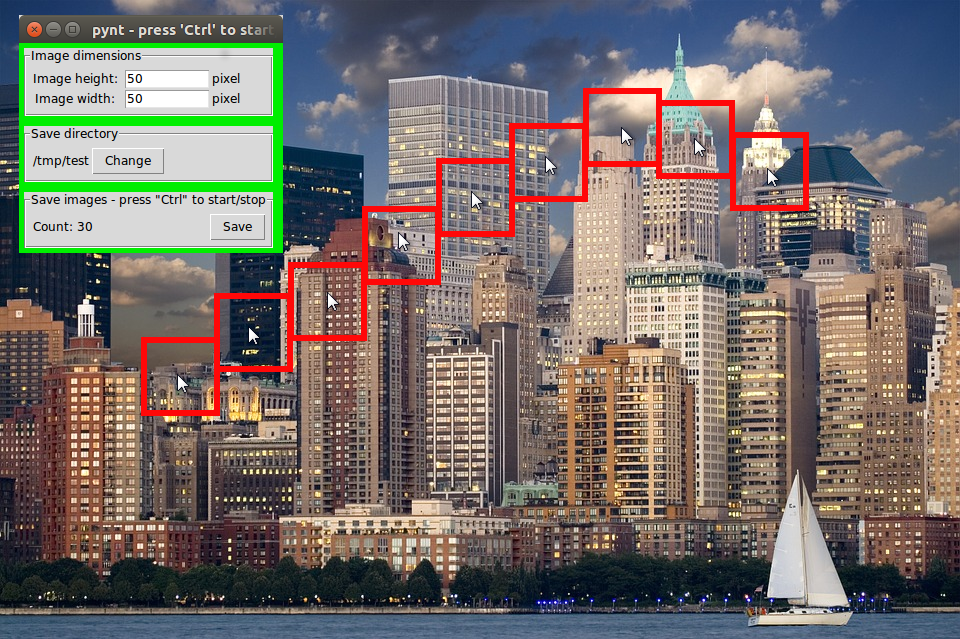 pynt - press 'Ctrl' to start
Image dimensions
Image height: 50 pixel
Image width: 50 pixel
Save directory
/tmp/test Change
Save images - press "Ctrl" to start/stop
Count: 30 Save